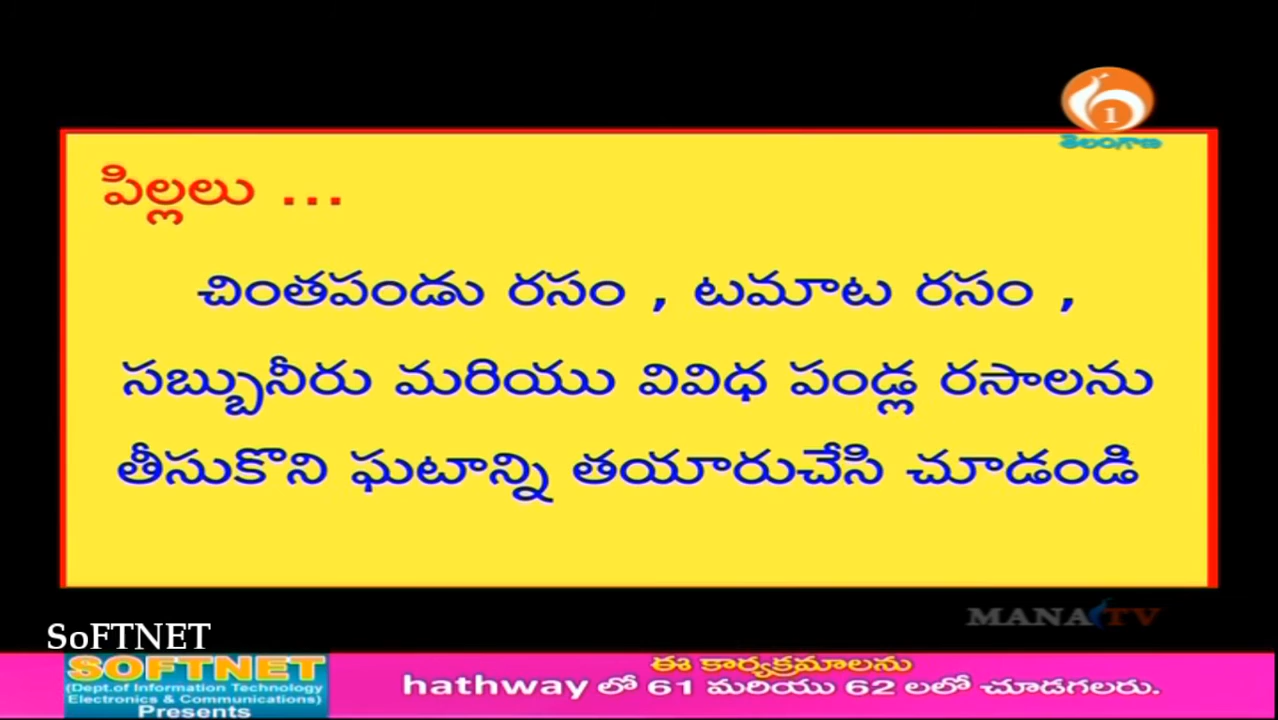 1
తెలంగాణ
పిల్లలు ...
చింతపండు రసం , టమాట రసం ,
సబ్బునీరు మరియు వివిధ పండ్ల రసాలను
తీసుకొని ఘటాన్ని తయారుచేసి చూడండి
MANA TV
SoFTNET
SOFTNET
(Dept.of Information Technology
Electronics & Communications)
Presents
ఈ కార్యక్రమాలను
hathway లో 61 మరియు 62 లలో చూడగలరు.